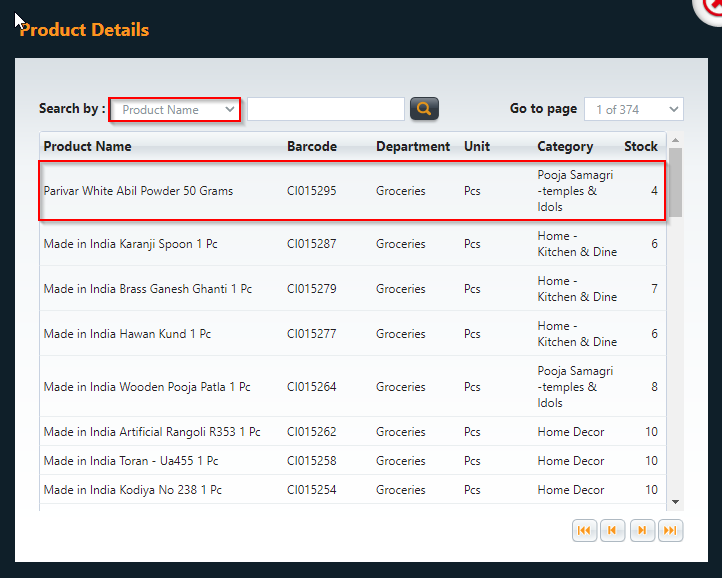 Product Details
Search by : Product Name Go to page 1 of 374
Product Name Barcode Department Unit Category Stock
Parivar White Abil Powder 50 Grams CI015295 Groceries Pcs Pooja Samagri -temples & Idols 4
Made in India Karanji Spoon 1 Pc CI015287 Groceries Pcs Home - Kitchen & Dine 6
Made in India Brass Ganesh Ghanti 1 Pc CI015279 Groceries Pcs Home - Kitchen & Dine 7
Made in India Hawan Kund 1 Pc CI015277 Groceries Pcs Home - Kitchen & Dine 6
Made in India Wooden Pooja Patla 1 Pc CI015264 Groceries Pcs Pooja Samagri -temples & Idols 8
Made in India Artificial Rangoli R353 1 Pc CI015262 Groceries Pcs Home Decor 10
Made in India Toran - Ua455 1 Pc CI015258 Groceries Pcs Home Decor 10
Made in India Kodiya No 238 1 Pc CI015254 Groceries Pcs Home Decor 10